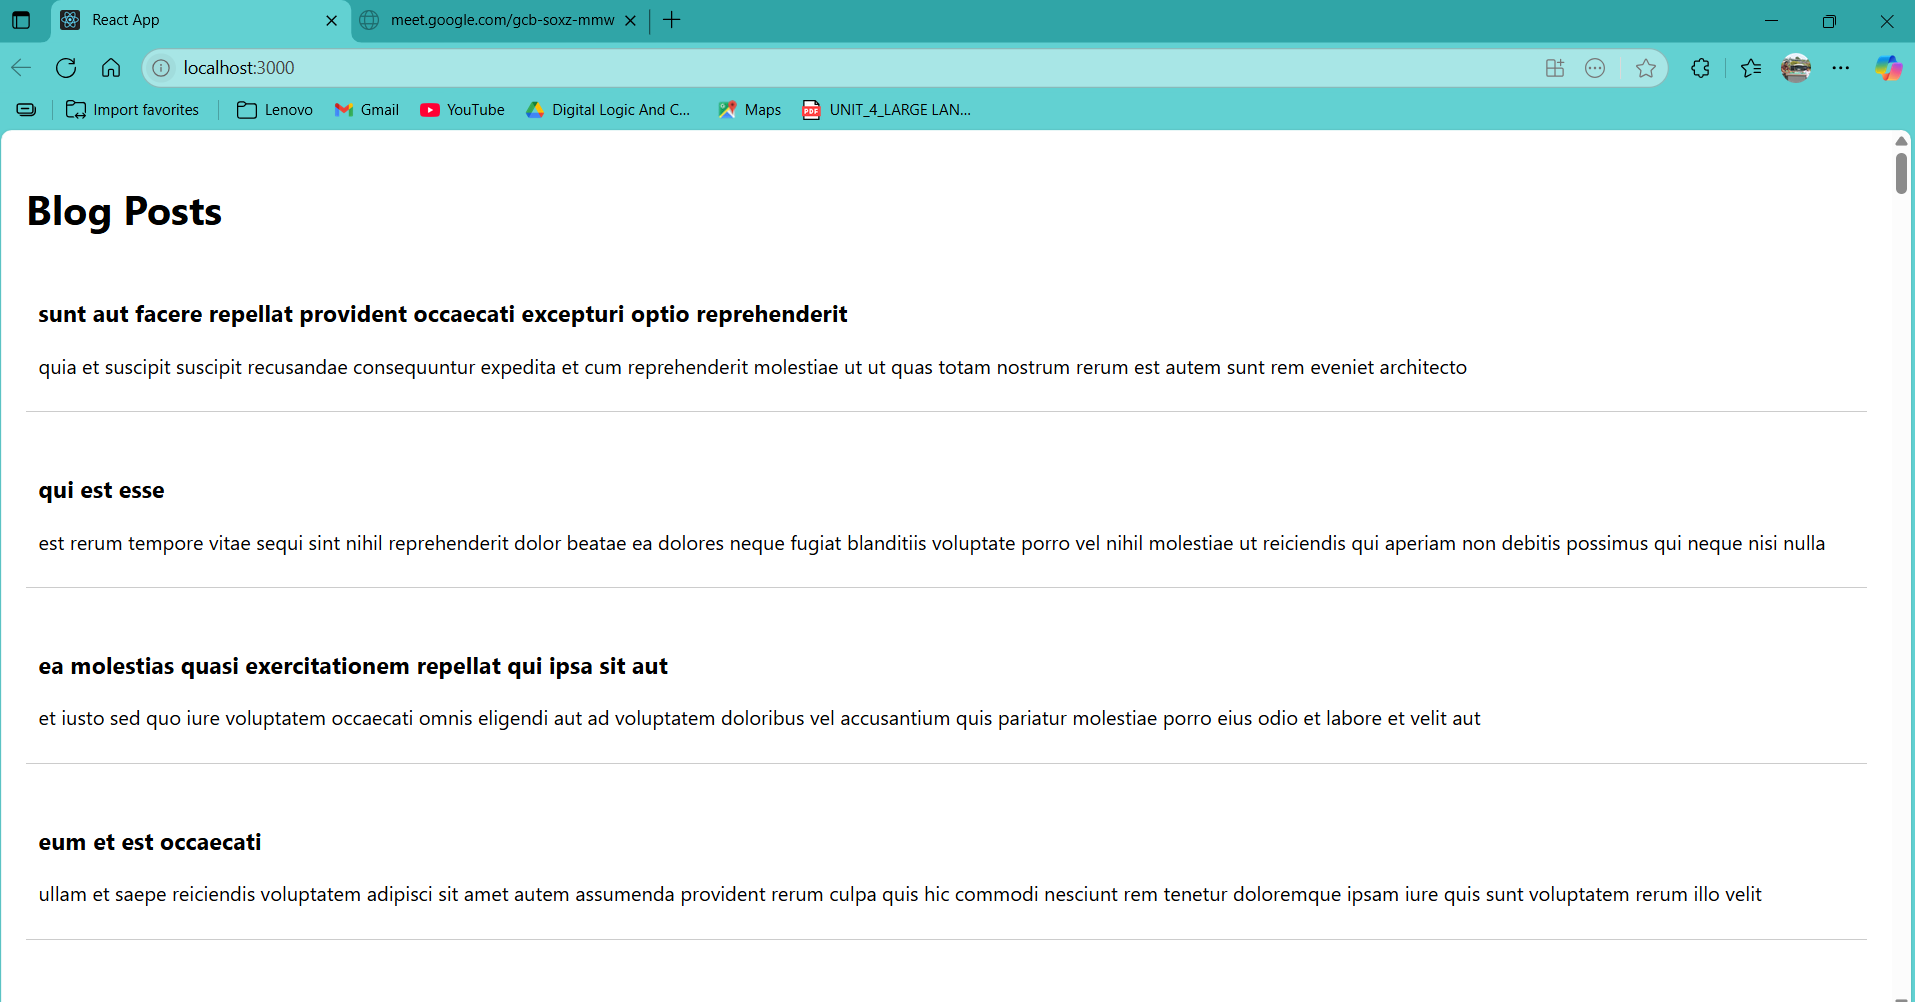 React App
meet.google.com/gcb-soxz-mmw
localhost:3000
Import favorites
Lenovo
Gmail
YouTube
Digital Logic And C...
Maps
PDF
UNIT_4_LARGE LAN...
Blog Posts
sunt aut facere repellat provident occaecati excepturi optio reprehenderit
quia et suscipit suscipit recusandae consequuntur expedita et cum reprehenderit molestiae ut ut quas totam nostrum rerum est autem sunt rem eveniet architecto
qui est esse
est rerum tempore vitae sequi sint nihil reprehenderit dolor beatae ea dolores neque fugiat blanditiis voluptate porro vel nihil molestiae ut reiciendis qui aperiam non debitis possimus qui neque nisi nulla
ea molestias quasi exercitationem repellat qui ipsa sit aut
et iusto sed quo iure voluptatem occaecati omnis eligendi aut ad voluptatem doloribus vel accusantium quis pariatur molestiae porro eius odio et labore et velit aut
eum et est occaecati
ullam et saepe reiciendis voluptatem adipisci sit amet autem assumenda provident rerum culpa quis hic commodi nesciunt rem tenetur doloremque ipsam iure quis sunt voluptatem rerum illo velit